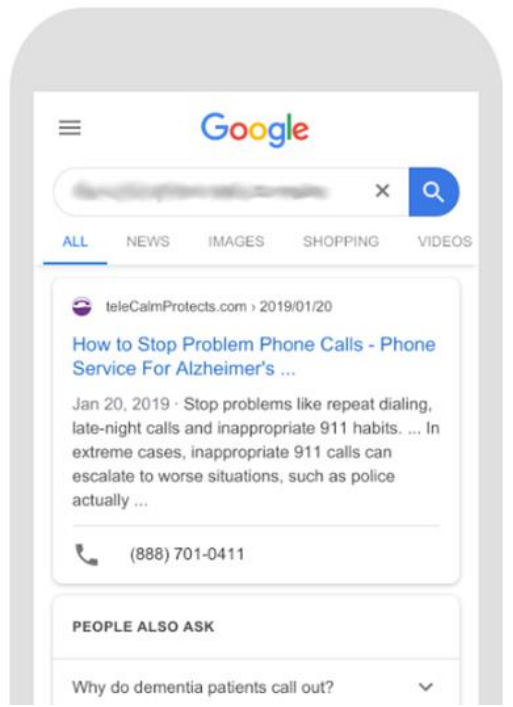 Google
ALL NEWS IMAGES SHOPPING VIDEOS
teleCalmProtects.com › 2019/01/20
How to Stop Problem Phone Calls - Phone
Service For Alzheimer's ...
Jan 20, 2019 · Stop problems like repeat dialing,
late-night calls and inappropriate 911 habits. ... In
extreme cases, inappropriate 911 calls can
escalate to worse situations, such as police
actually ...
(888) 701-0411
PEOPLE ALSO ASK
Why do dementia patients call out?